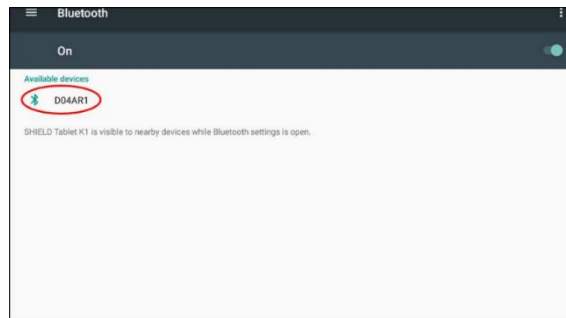 Bluetooth
On
Available devices
D04AR1
SHIELD Tablet K1 is visible to nearby devices while Bluetooth settings is open.